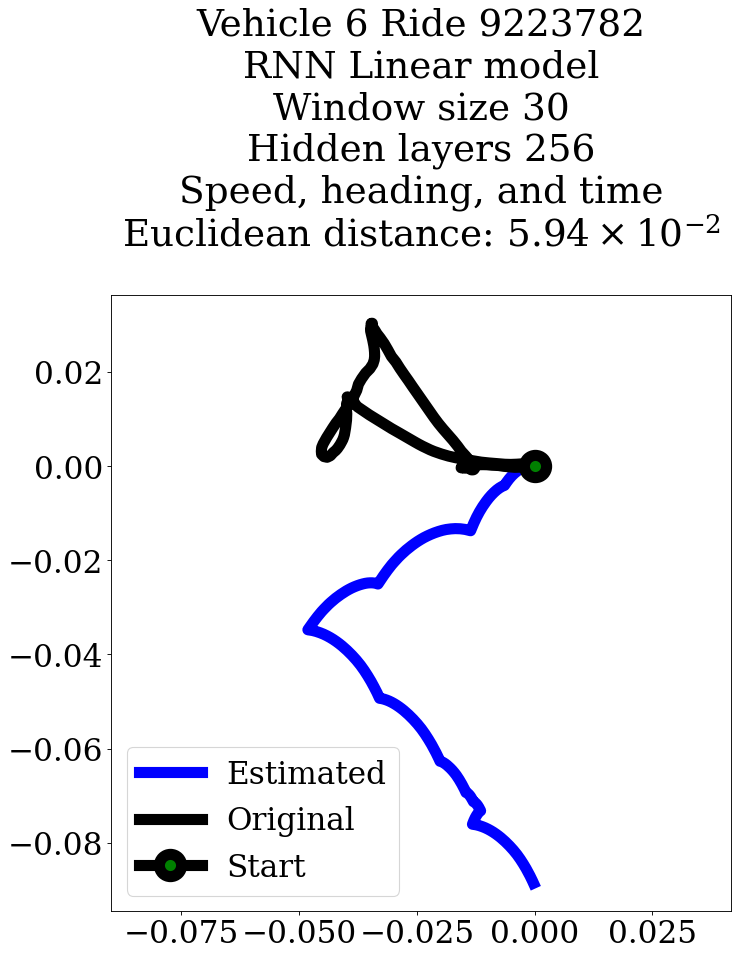 Vehicle 6 Ride 9223782
RNN Linear model
Window size 30
Hidden layers 256
Speed, heading, and time
Euclidean distance: 5.94 × 10⁻²
0.02
0.00
−0.02
−0.04
−0.06
−0.08
Estimated
Original
Start
−0.075 −0.050 −0.025 0.000 0.025